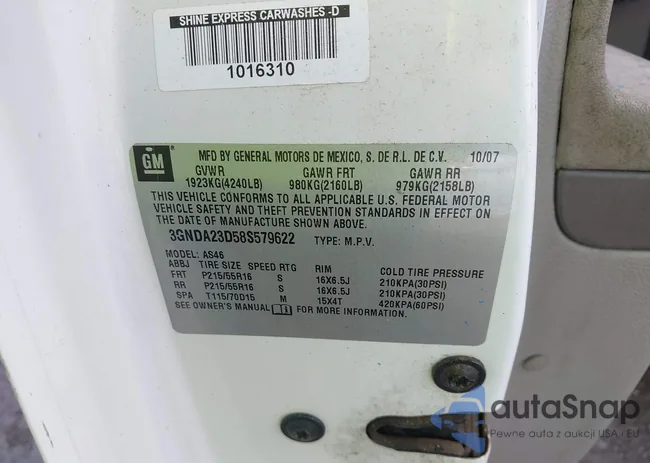 SHINE EXPRESS CARWASHES -D
1016310
GM
MFD BY GENERAL MOTORS DE MEXICO, S. DE R.L. DE C.V. 10/07
GVWR GAWR FRT GAWR RR
1923KG(4240LB) 980KG(2160LB) 979KG(2158LB)
THIS VEHICLE CONFORMS TO ALL APPLICABLE U.S. FEDERAL MOTOR
VEHICLE SAFETY AND THEFT PREVENTION STANDARDS IN EFFECT ON
THE DATE OF MANUFACTURE SHOWN ABOVE.
3GNDA23D58S579622 TYPE: M.P.V.
MODEL: AS46
ABBJ TIRE SIZE SPEED RTG RIM COLD TIRE PRESSURE
FRT P215/55R16 S 16X6.5J 210KPA(30PSI)
RR P215/55R16 S 16X6.5J 210KPA(30PSI)
SPA T115/70D15 M 15X4T 420KPA(60PSI)
SEE OWNER'S MANUAL i FOR MORE INFORMATION.
autaSnap
Pewne auta z aukcji USA i EU